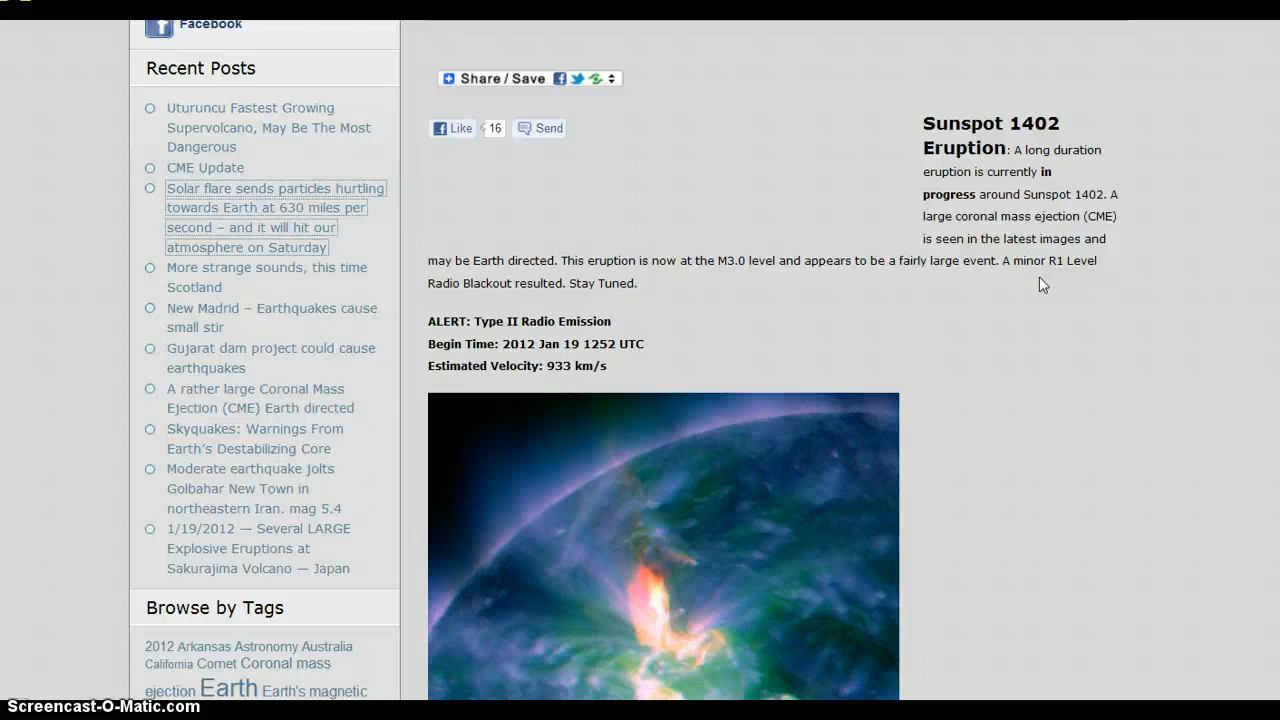 Facebook
Recent Posts
Uturuncu Fastest Growing
Supervolcano, May Be The Most
Dangerous
CME Update
Solar flare sends particles hurtling
towards Earth at 630 miles per
second – and it will hit our
atmosphere on Saturday
More strange sounds, this time
Scotland
New Madrid – Earthquakes cause
small stir
Gujarat dam project could cause
earthquakes
A rather large Coronal Mass
Ejection (CME) Earth directed
Skyquakes: Warnings From
Earth’s Destabilizing Core
Moderate earthquake jolts
Golbahar New Town in
northeastern Iran. mag 5.4
1/19/2012 — Several LARGE
Explosive Eruptions at
Sakurajima Volcano — Japan
Browse by Tags
2012 Arkansas Astronomy Australia
California Comet Coronal mass
ejection Earth Earth's magnetic
Share / Save
Like 16 Send
Sunspot 1402
Eruption: A long duration
eruption is currently in
progress around Sunspot 1402. A
large coronal mass ejection (CME)
is seen in the latest images and
may be Earth directed. This eruption is now at the M3.0 level and appears to be a fairly large event. A minor R1 Level
Radio Blackout resulted. Stay Tuned.
ALERT: Type II Radio Emission
Begin Time: 2012 Jan 19 1252 UTC
Estimated Velocity: 933 km/s
Screencast-O-Matic.com